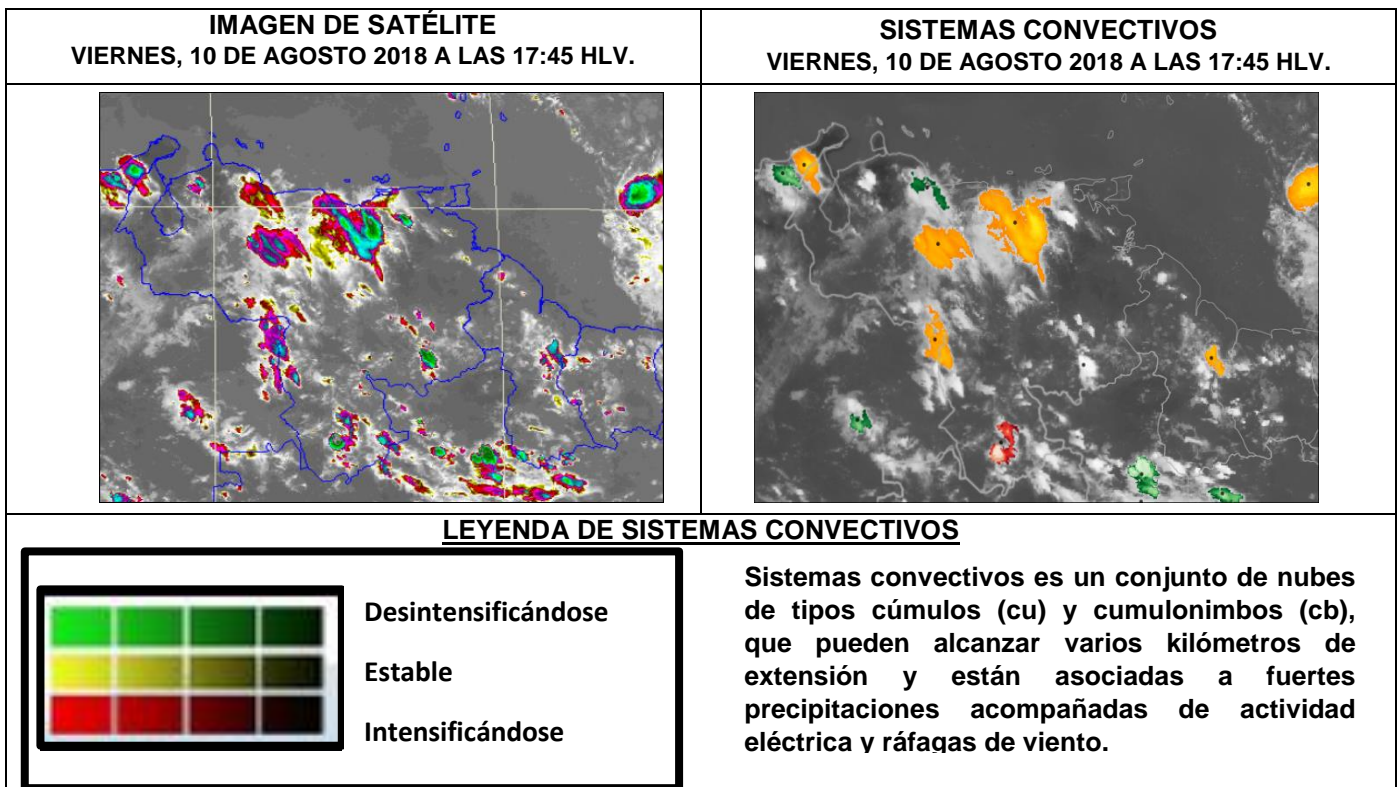 IMAGEN DE SATÉLITE
VIERNES, 10 DE AGOSTO 2018 A LAS 17:45 HLV.
SISTEMAS CONVECTIVOS
VIERNES, 10 DE AGOSTO 2018 A LAS 17:45 HLV.
LEYENDA DE SISTEMAS CONVECTIVOS
Desintensificándose
Estable
Intensificándose
Sistemas convectivos es un conjunto de nubes
de tipos cúmulos (cu) y cumulonimbos (cb),
que pueden alcanzar varios kilómetros de
extensión y están asociadas a fuertes
precipitaciones acompañadas de actividad
eléctrica y ráfagas de viento.